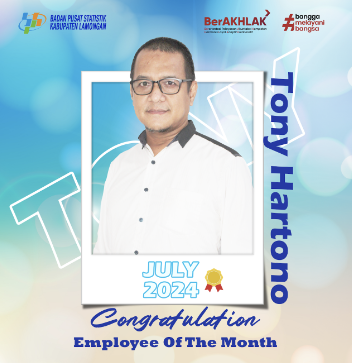 BADAN PUSAT STATISTIK
KABUPATEN LAMONGAN
BerAKHLAK
#bangga
melayani
bangsa
TONY
Tony Hartono
JULY
2024
Congratulation
Employee Of The Month